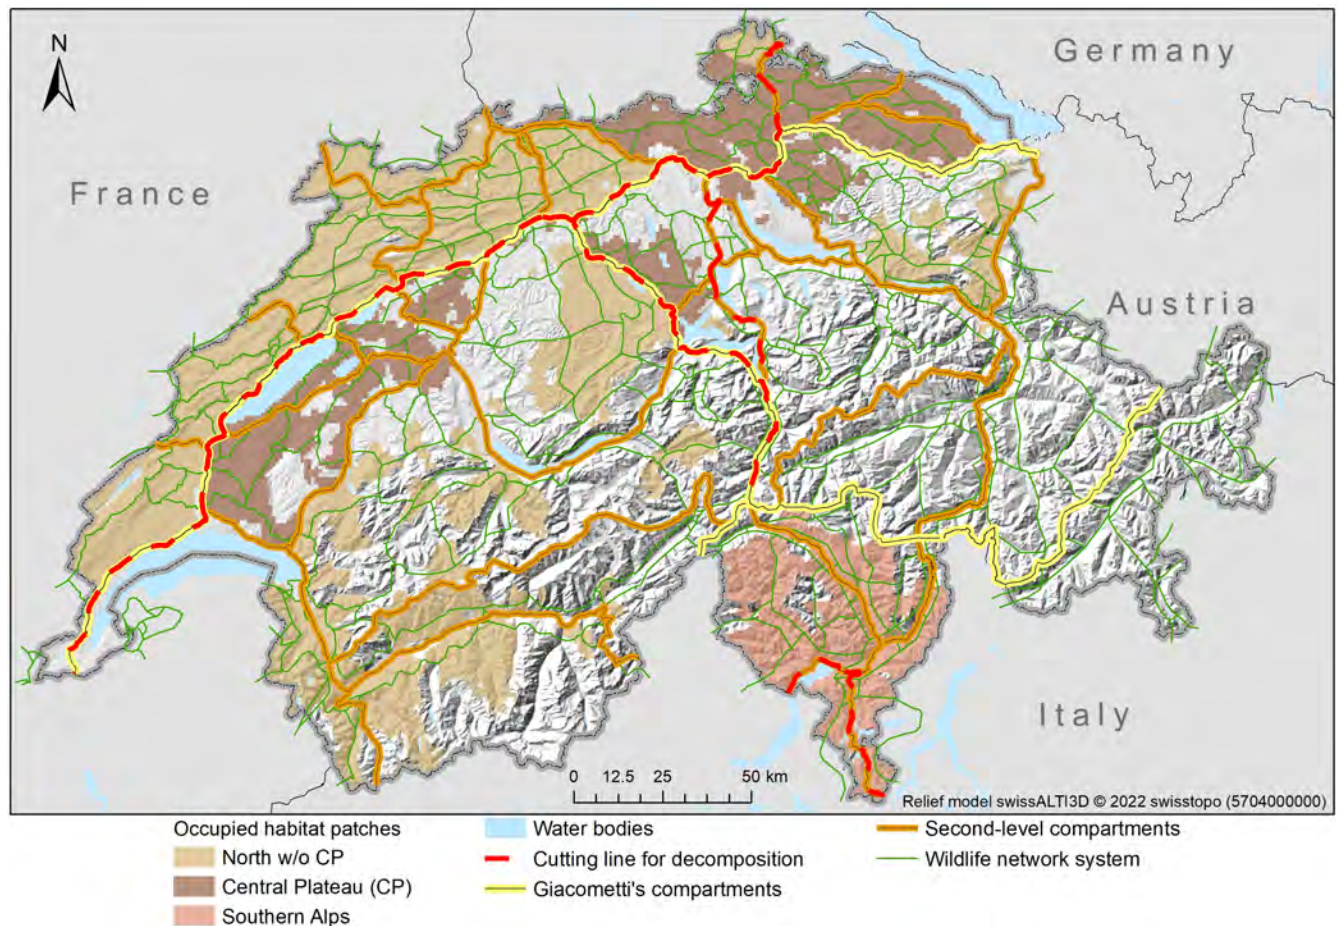 N
Germany
France
Austria
Italy
0 12.5 25 50 km
Relief model swissALTI3D © 2022 swisstopo (5704000000)
Occupied habitat patches
North w/o CP
Central Plateau (CP)
Southern Alps
Water bodies
Cutting line for decomposition
Giacometti's compartments
Second-level compartments
Wildlife network system